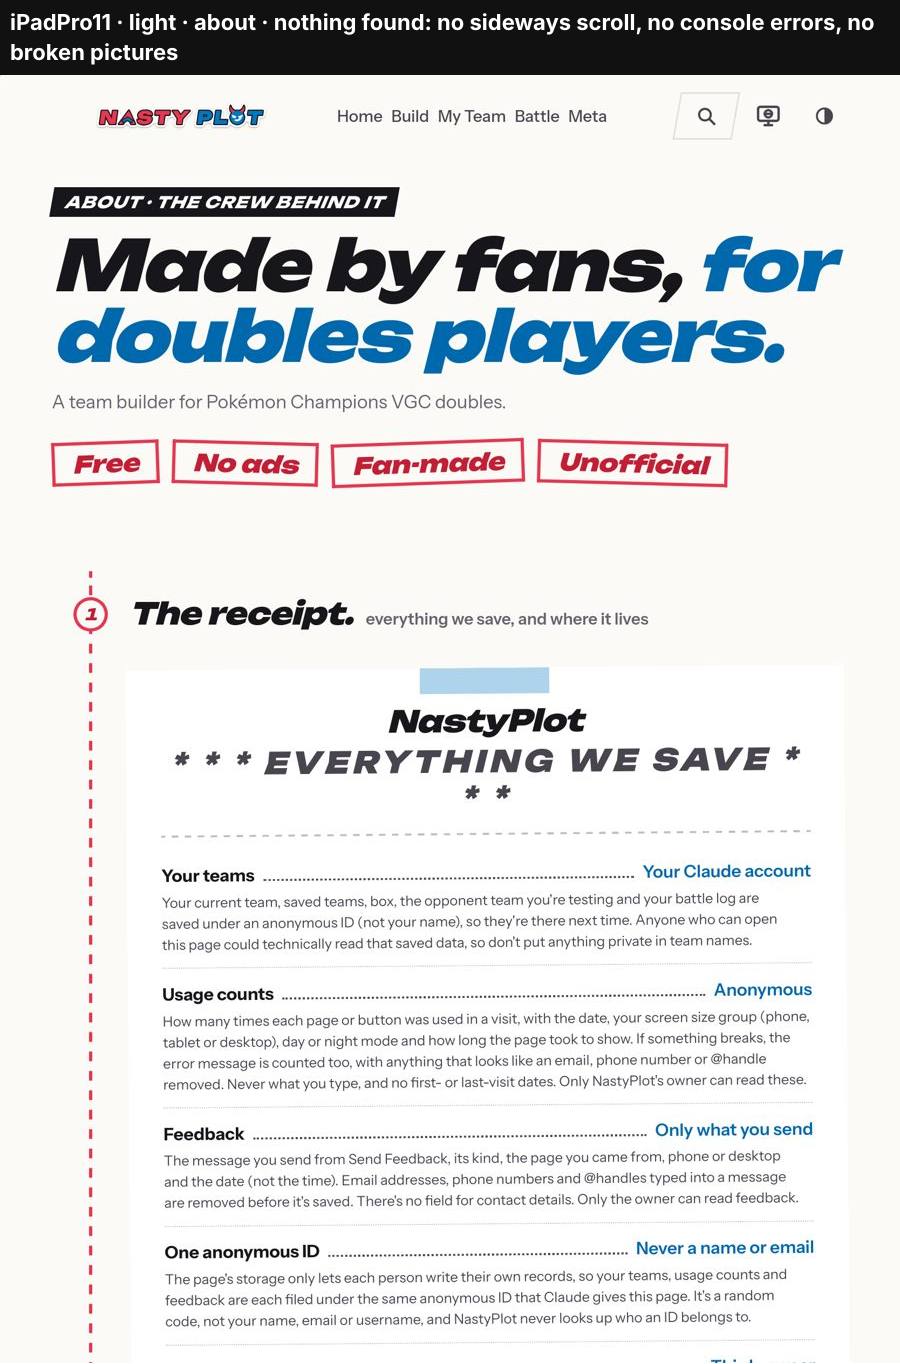 iPadPro11 · light · about · nothing found: no sideways scroll, no console errors, no
broken pictures
NASTY PLOT
Home Build My Team Battle Meta
ABOUT · THE CREW BEHIND IT
Made by fans, for
doubles players.
A team builder for Pokémon Champions VGC doubles.
Free No ads Fan-made Unofficial
1 The receipt. everything we save, and where it lives
NastyPlot
* * * EVERYTHING WE SAVE *
* *
Your teams Your Claude account
Your current team, saved teams, box, the opponent team you're testing and your battle log are
saved under an anonymous ID (not your name), so they're there next time. Anyone who can open
this page could technically read that saved data, so don't put anything private in team names.
Usage counts Anonymous
How many times each page or button was used in a visit, with the date, your screen size group (phone,
tablet or desktop), day or night mode and how long the page took to show. If something breaks, the
error message is counted too, with anything that looks like an email, phone number or @handle
removed. Never what you type, and no first- or last-visit dates. Only NastyPlot's owner can read these.
Feedback Only what you send
The message you send from Send Feedback, its kind, the page you came from, phone or desktop
and the date (not the time). Email addresses, phone numbers and @handles typed into a message
are removed before it's saved. There's no field for contact details. Only the owner can read feedback.
One anonymous ID Never a name or email
The page's storage only lets each person write their own records, so your teams, usage counts and
feedback are each filed under the same anonymous ID that Claude gives this page. It's a random
code, not your name, email or username, and NastyPlot never looks up who an ID belongs to.